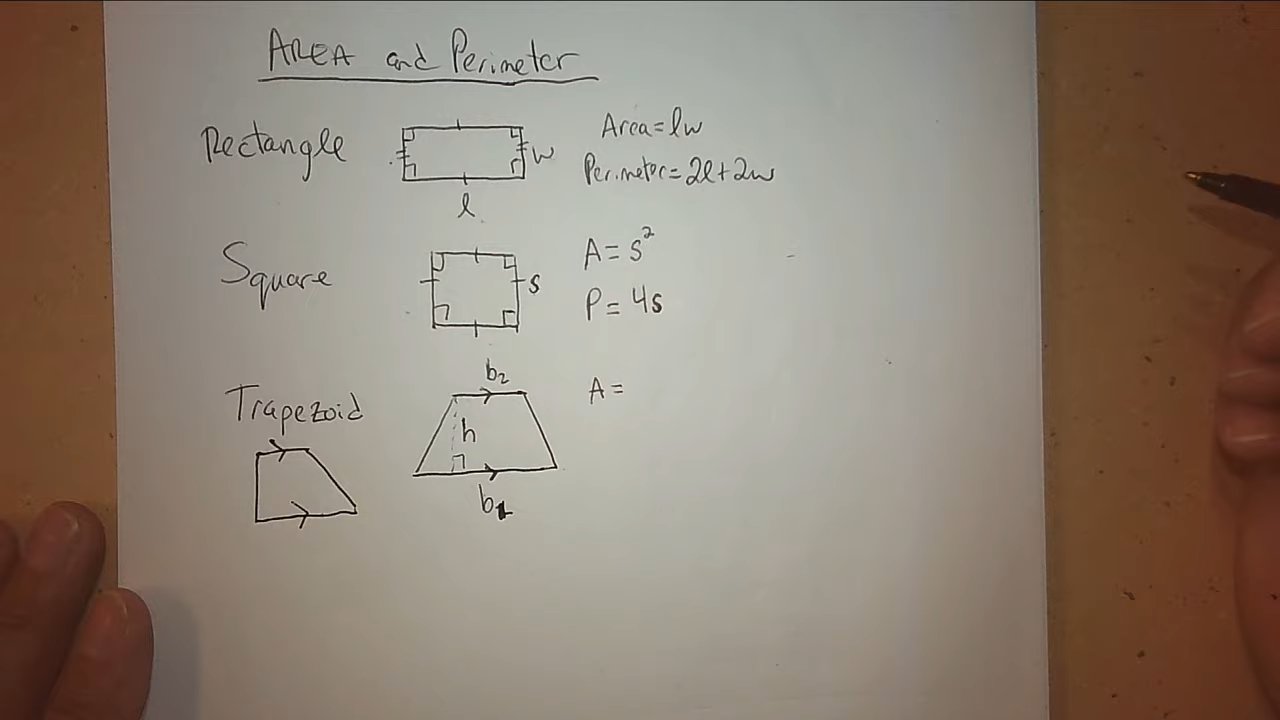 AREA and Perimeter
Rectangle
w
l
Area = lw
Perimeter = 2l + 2w
Square
s
A = s²
P = 4s
Trapezoid
b₂
h
b₁
A =